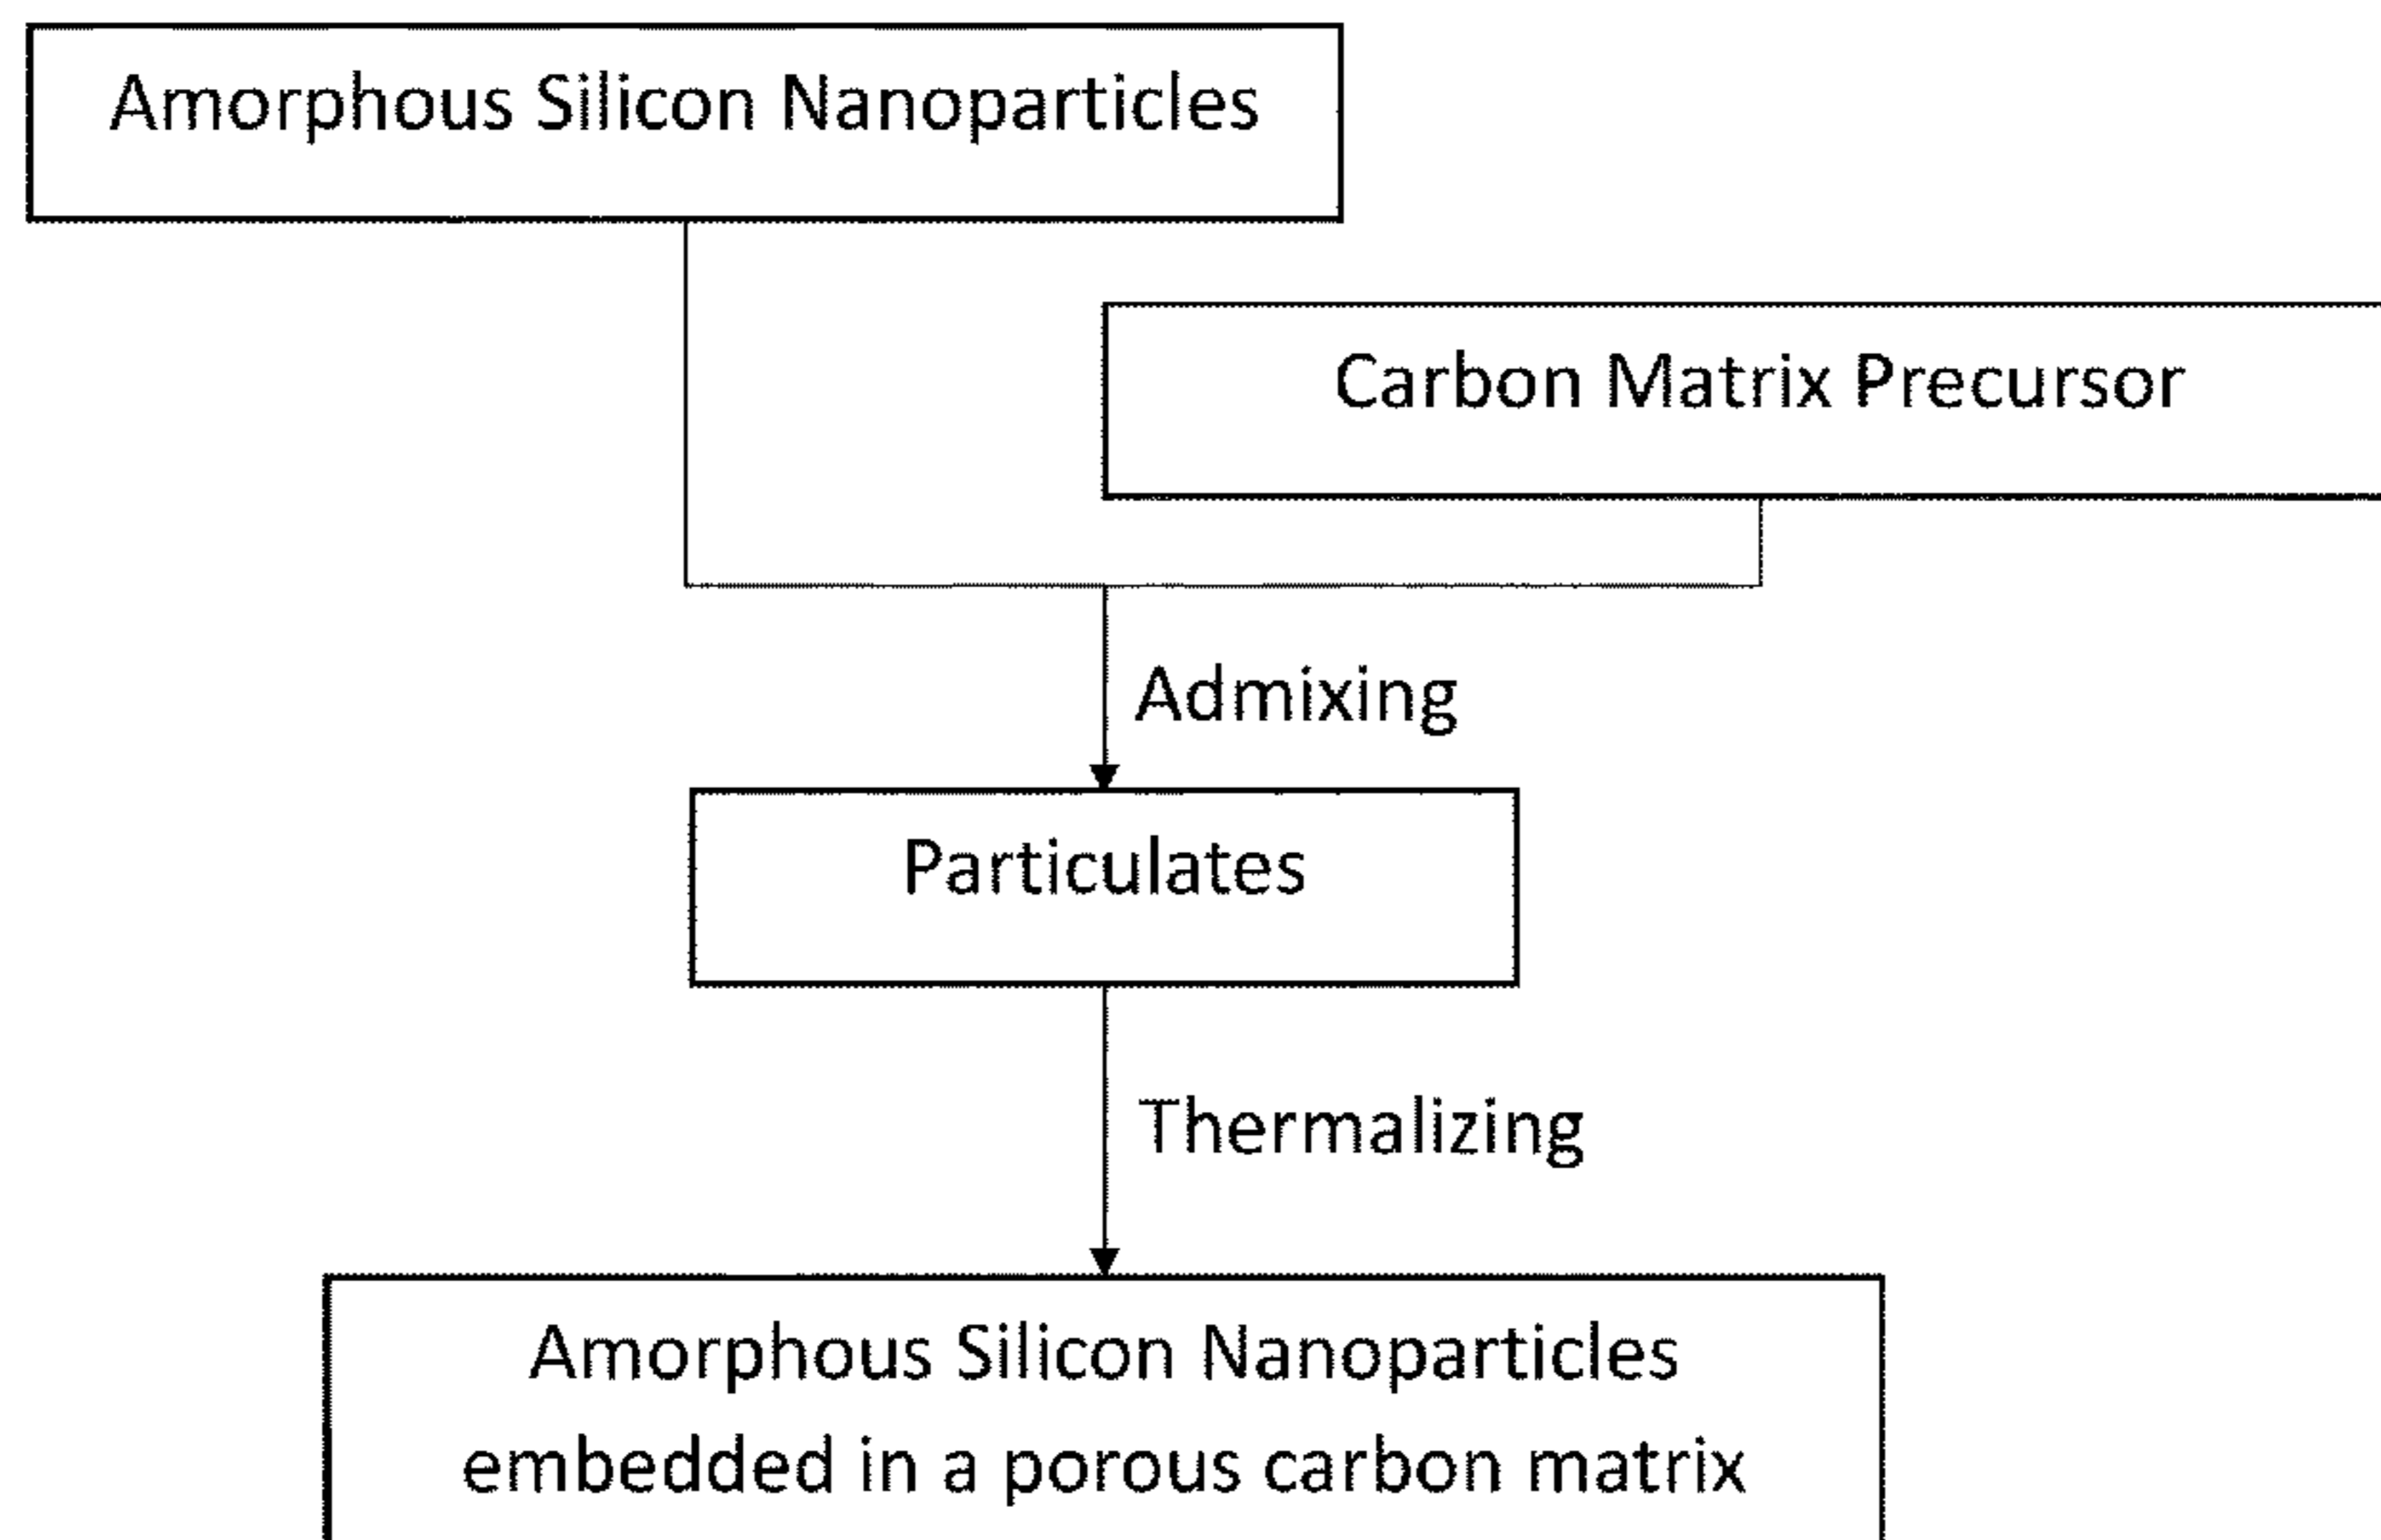 Amorphous Silicon Nanoparticles
Carbon Matrix Precursor
Admixing
Particulates
Thermalizing
Amorphous Silicon Nanoparticles
embedded in a porous carbon matrix